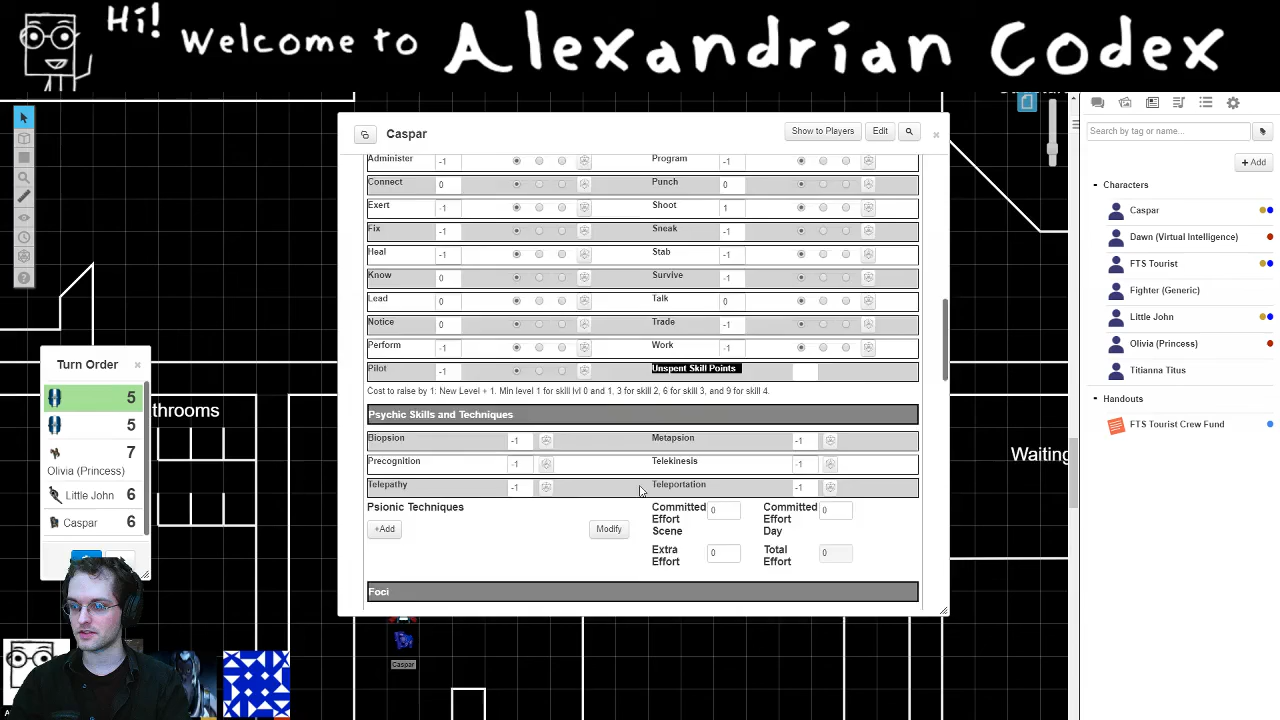 Hi! Welcome to Alexandrian Codex
Caspar
Show to Players
Edit
Search by tag or name...
+ Add
Administer -1 Program -1
Connect 0 Punch 0
Exert -1 Shoot 1
Fix -1 Sneak -1
Heal -1 Stab -1
Know 0 Survive -1
Lead 0 Talk 0
Notice 0 Trade -1
Perform -1 Work -1
Pilot -1 Unspent Skill Points
Cost to raise by 1: New Level + 1. Min level 1 for skill lvl 0 and 1, 3 for skill 2, 6 for skill 3, and 9 for skill 4.
Psychic Skills and Techniques
Biopsion -1 Metapsion -1
Precognition -1 Telekinesis -1
Telepathy -1 Teleportation -1
Psionic Techniques
+Add
Modify
Committed Effort Scene 0
Committed Effort Day 0
Extra Effort 0
Total Effort 0
Foci
Characters
Caspar
Dawn (Virtual Intelligence)
FTS Tourist
Fighter (Generic)
Little John
Olivia (Princess)
Titianna Titus
Handouts
FTS Tourist Crew Fund
Turn Order
5
5
7
Olivia (Princess)
Little John 6
Caspar 6
throoms
Waiting
Caspar